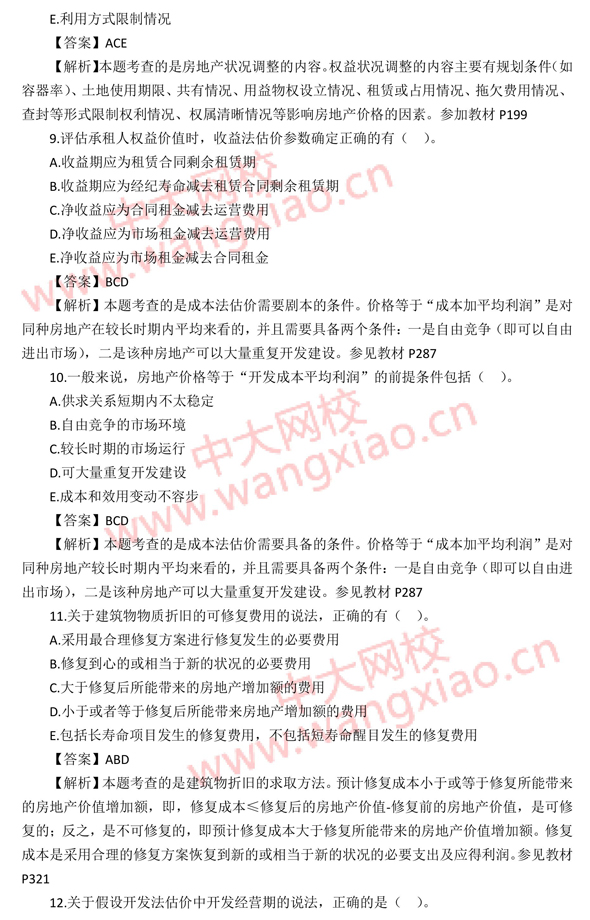 E.利用方式限制情况
【答案】ACE
【解析】本题考查的是房地产状况调整的内容。权益状况调整的内容主要有规划条件（如
容器率）、土地使用期限、共有情况、用益物权设立情况、租赁或占用情况、拖欠费用情况、
查封等形式限制权利情况、权属清晰情况等影响房地产价格的因素。参加教材 P199
9.评估承租人权益价值时，收益法估价参数确定正确的有（　）。
A.收益期应为租赁合同剩余租赁期
B.收益期应为经纪寿命减去租赁合同剩余租赁期
C.净收益应为合同租金减去运营费用
D.净收益应为市场租金减去运营费用
E.净收益应为市场租金减去合同租金
【答案】BCD
【解析】本题考查的是成本法估价需要剧本的条件。价格等于“成本加平均利润”是对
同种房地产在较长时期内平均来看的，并且需要具备两个条件：一是自由竞争（即可以自由
进出市场），二是该种房地产可以大量重复开发建设。参见教材 P287
10.一般来说，房地产价格等于“开发成本平均利润”的前提条件包括（　）。
A.供求关系短期内不太稳定
B.自由竞争的市场环境
C.较长时期的市场运行
D.可大量重复开发建设
E.成本和效用变动不容步
【答案】BCD
【解析】本题考查的是成本法估价需要具备的条件。价格等于“成本加平均利润”是对
同种房地产较长时期内平均来看的，并且需要具备两个条件：一是自由竞争（即可以自由进
出市场），二是该种房地产可以大量重复开发建设。参见教材 P287
11.关于建筑物物质折旧的可修复费用的说法，正确的有（　）。
A.采用最合理修复方案进行修复发生的必要费用
B.修复到心的或相当于新的状况的必要费用
C.大于修复后所能带来的房地产增加额的费用
D.小于或者等于修复后所能带来房地产增加额的费用
E.包括长寿命项目发生的修复费用，不包括短寿命醒目发生的修复费用
【答案】ABD
【解析】本题考查的是建筑物折旧的求取方法。预计修复成本小于或等于修复所能带来
的房地产价值增加额，即，修复成本≤修复后的房地产价值-修复前的房地产价值，是可修
复的；反之，是不可修复的，即预计修复成本大于修复所能带来的房地产价值增加额。修复
成本是采用合理的修复方案恢复到新的或相当于新的状况的必要支出及应得利润。参见教材
P321
12.关于假设开发法估价中开发经营期的说法，正确的是（　）。
中大网校
www.wangxiao.cn
中大网校
www.wangxiao.cn
中大网校
www.wangxiao.cn